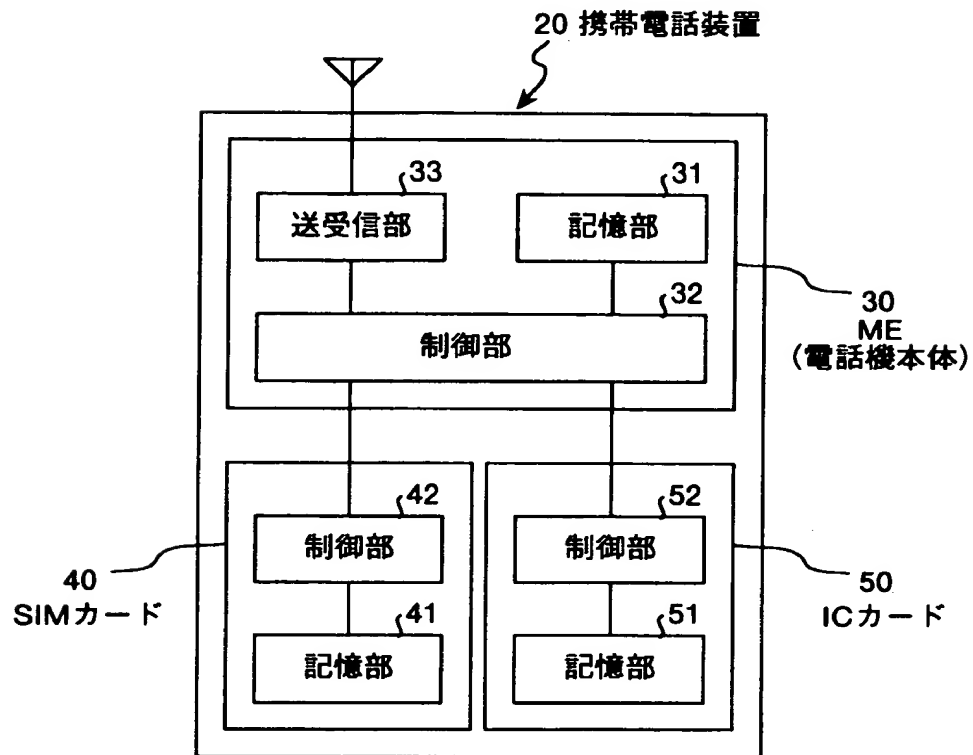 20 携帯電話装置
33
31
送受信部
記憶部
32
制御部
30
ME
(電話機本体)
42
52
制御部
制御部
40
SIMカード
50
ICカード
41
51
記憶部
記憶部